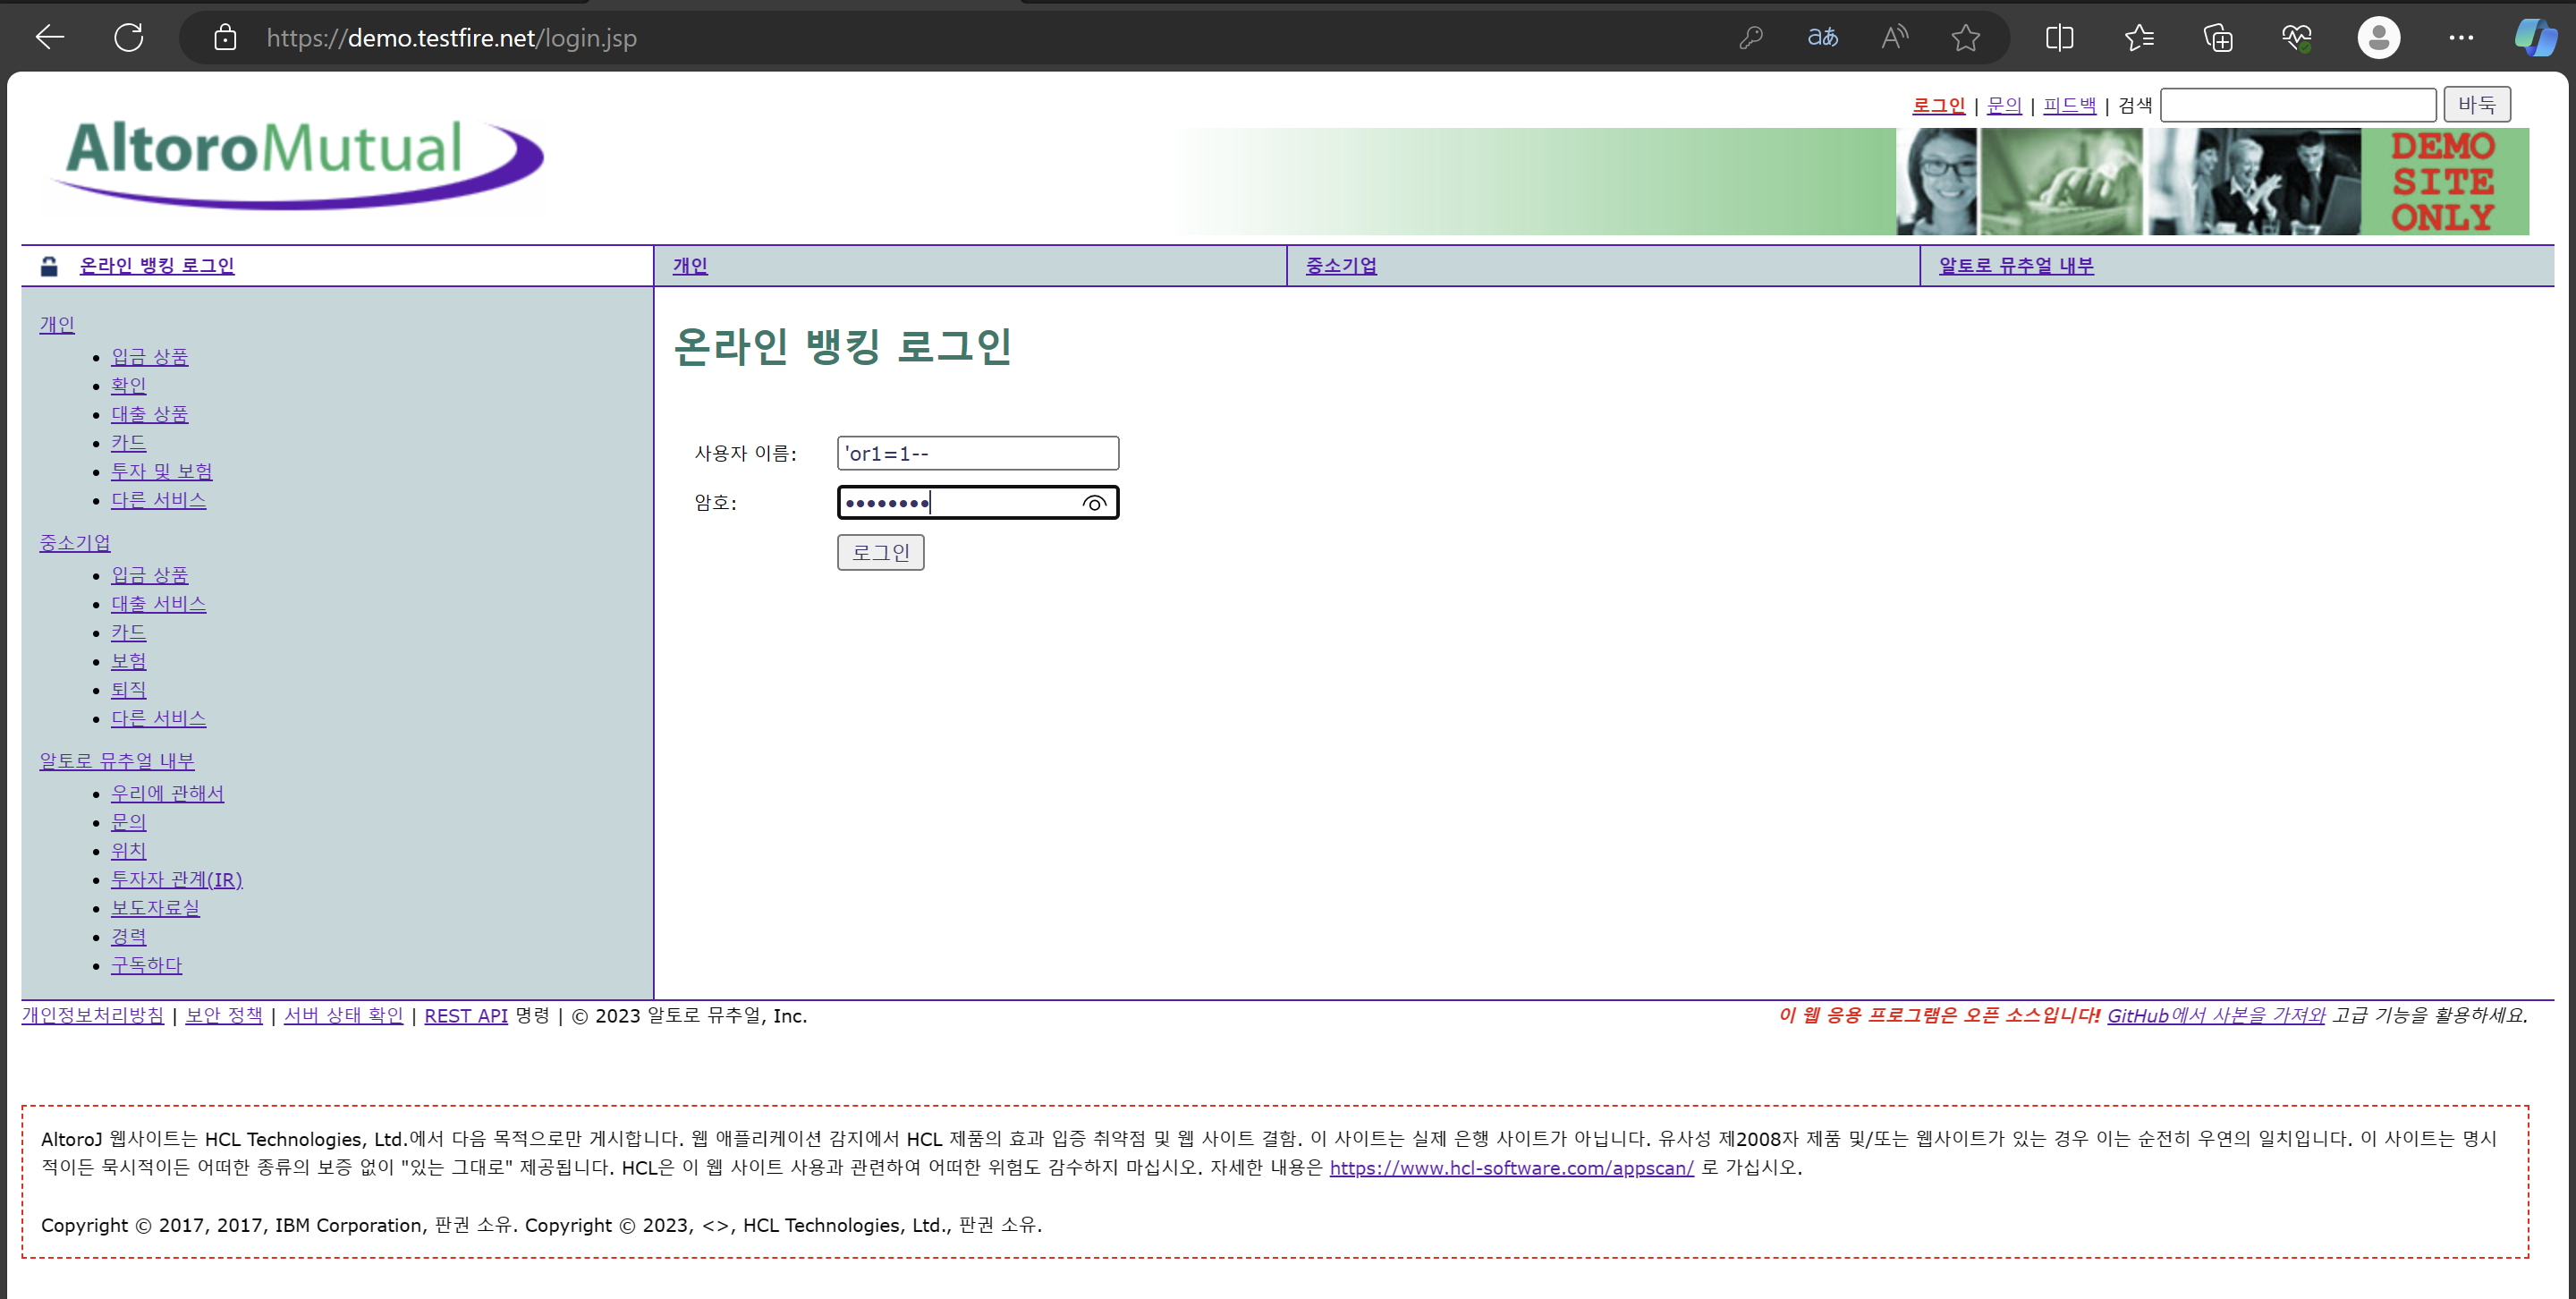 https://demo.testfire.net/login.jsp
로그인 | 문의 | 피드백 | 검색 바둑
AltoroMutual
DEMO
SITE
ONLY
온라인 뱅킹 로그인 개인 중소기업 알토로 뮤추얼 내부
개인
입금 상품
확인
대출 상품
카드
투자 및 보험
다른 서비스
중소기업
입금 상품
대출 서비스
카드
보험
퇴직
다른 서비스
알토로 뮤추얼 내부
우리에 관해서
문의
위치
투자자 관계(IR)
보도자료실
경력
구독하다
온라인 뱅킹 로그인
사용자 이름: 'or1=1--
암호: ••••••••
로그인
개인정보처리방침 | 보안 정책 | 서버 상태 확인 | REST API 명령 | © 2023 알토로 뮤추얼, Inc.
이 웹 응용 프로그램은 오픈 소스입니다! GitHub에서 사본을 가져와 고급 기능을 활용하세요.
AltoroJ 웹사이트는 HCL Technologies, Ltd.에서 다음 목적으로만 게시합니다. 웹 애플리케이션 감지에서 HCL 제품의 효과 입증 취약점 및 웹 사이트 결함. 이 사이트는 실제 은행 사이트가 아닙니다. 유사성 제2008자 제품 및/또는 웹사이트가 있는 경우 이는 순전히 우연의 일치입니다. 이 사이트는 명시
적이든 묵시적이든 어떠한 종류의 보증 없이 "있는 그대로" 제공됩니다. HCL은 이 웹 사이트 사용과 관련하여 어떠한 위험도 감수하지 마십시오. 자세한 내용은 https://www.hcl-software.com/appscan/ 로 가십시오.
Copyright © 2017, 2017, IBM Corporation, 판권 소유. Copyright © 2023, <>, HCL Technologies, Ltd., 판권 소유.